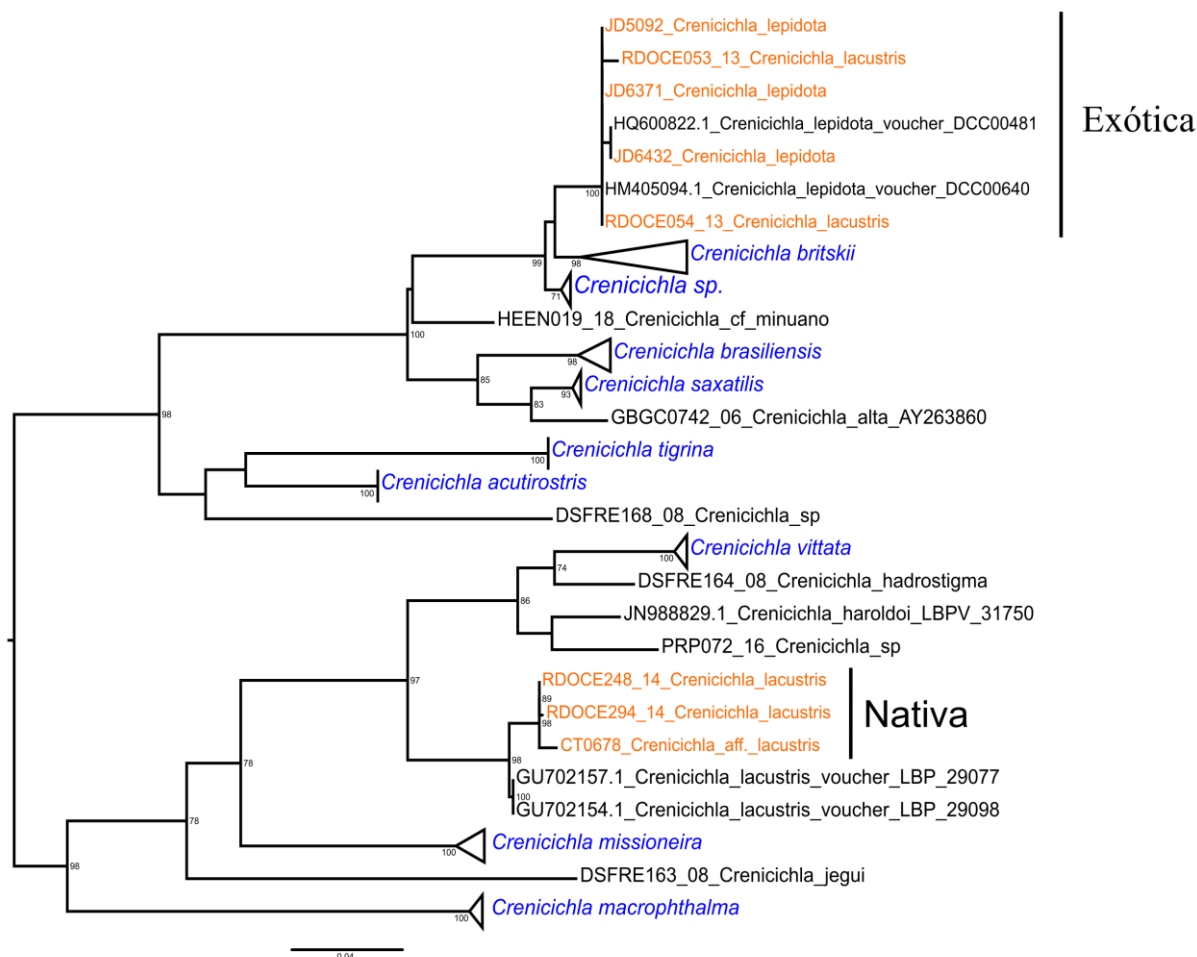 JD5092_Crenicichla_lepidota
RDOCE053_13_Crenicichla_lacustris
JD6371_Crenicichla_lepidota
HQ600822.1_Crenicichla_lepidota_voucher_DCC00481
JD6432_Crenicichla_lepidota
HM405094.1_Crenicichla_lepidota_voucher_DCC00640
100
RDOCE054_13_Crenicichla_lacustris
Exótica
Crenicichla britskii
98
99
Crenicichla sp.
71
HEEN019_18_Crenicichla_cf_minuano
100
Crenicichla brasiliensis
98
85
Crenicichla saxatilis
93
83
GBGC0742_06_Crenicichla_alta_AY263860
98
Crenicichla tigrina
100
Crenicichla acutirostris
100
DSFRE168_08_Crenicichla_sp
Crenicichla vittata
100
74
DSFRE164_08_Crenicichla_hadrostigma
86
JN988829.1_Crenicichla_haroldoi_LBPV_31750
PRP072_16_Crenicichla_sp
97
RDOCE248_14_Crenicichla_lacustris
89
RDOCE294_14_Crenicichla_lacustris
98
CT0678_Crenicichla_aff._lacustris
Nativa
98
GU702157.1_Crenicichla_lacustris_voucher_LBP_29077
100
GU702154.1_Crenicichla_lacustris_voucher_LBP_29098
78
78
Crenicichla missioneira
100
98
DSFRE163_08_Crenicichla_jegui
Crenicichla macrophthalma
100
0.04